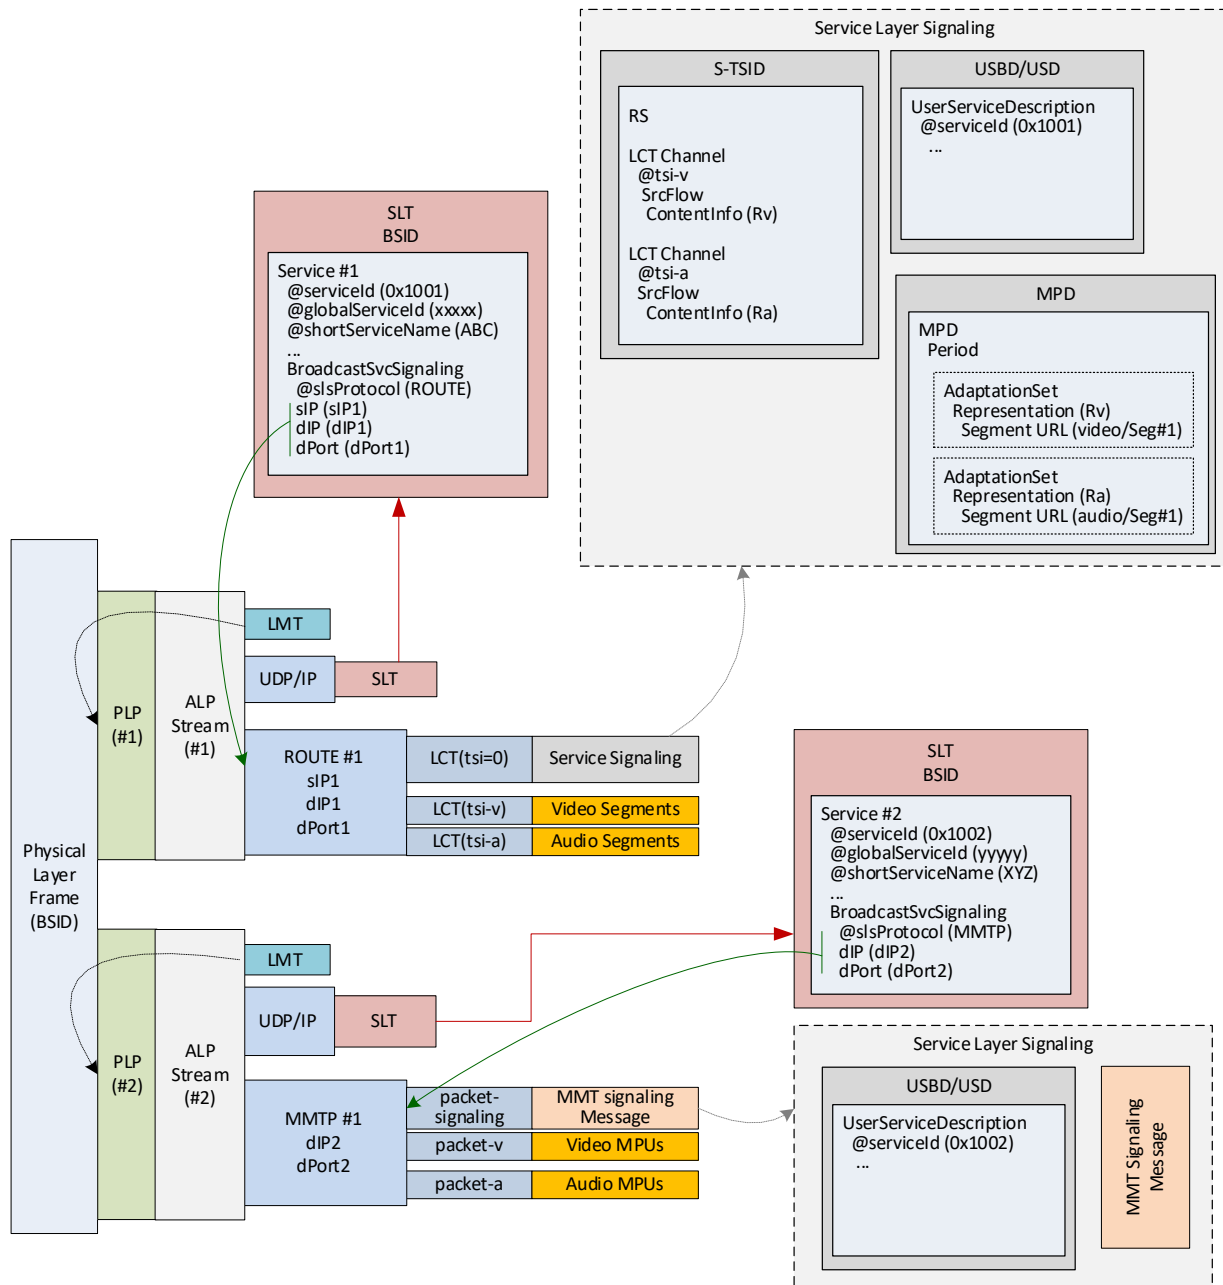 Service Layer Signaling
S-TSID
RS
LCT Channel
@tsi-v
SrcFlow
ContentInfo (Rv)
LCT Channel
@tsi-a
SrcFlow
ContentInfo (Ra)
USBD/USD
UserServiceDescription
@serviceId (0x1001)
...
MPD
MPD
Period
AdaptationSet
Representation (Rv)
Segment URL (video/Seg#1)
AdaptationSet
Representation (Ra)
Segment URL (audio/Seg#1)
SLT
BSID
Service #1
@serviceId (0x1001)
@globalServiceId (xxxxx)
@shortServiceName (ABC)
...
BroadcastSvcSignaling
@slsProtocol (ROUTE)
sIP (sIP1)
dIP (dIP1)
dPort (dPort1)
Physical
Layer
Frame
(BSID)
PLP
(#1)
ALP
Stream
(#1)
LMT
UDP/IP
SLT
ROUTE #1
sIP1
dIP1
dPort1
LCT(tsi=0)
Service Signaling
LCT(tsi-v)
Video Segments
LCT(tsi-a)
Audio Segments
SLT
BSID
Service #2
@serviceId (0x1002)
@globalServiceId (yyyyy)
@shortServiceName (XYZ)
...
BroadcastSvcSignaling
@slsProtocol (MMTP)
dIP (dIP2)
dPort (dPort2)
PLP
(#2)
ALP
Stream
(#2)
LMT
UDP/IP
SLT
MMTP #1
dIP2
dPort2
packet-
signaling
MMT signaling
Message
packet-v
Video MPUs
packet-a
Audio MPUs
Service Layer Signaling
USBD/USD
UserServiceDescription
@serviceId (0x1002)
...
MMT Signaling
Message